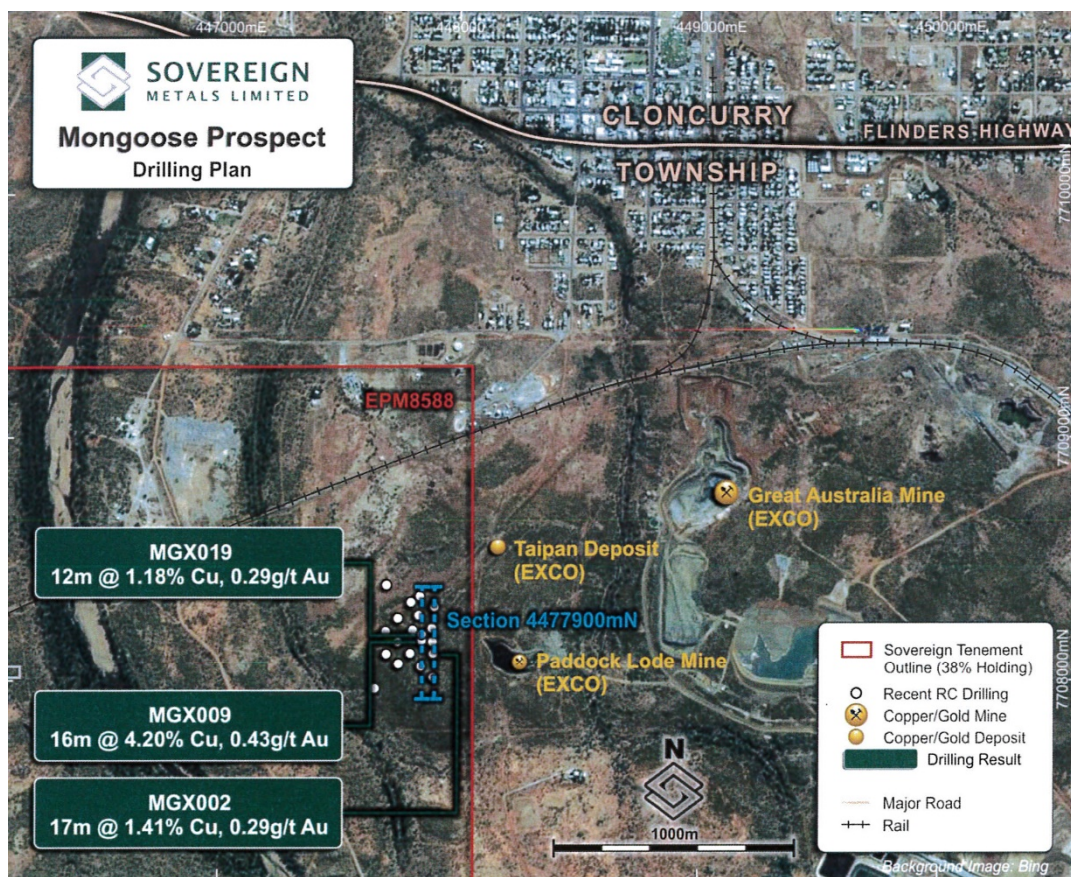 447000mE
448000
449000mE
450000mE
SOVEREIGN
METALS LIMITED
Mongoose Prospect
Drilling Plan
CLONCURRY
FLINDERS HIGHWAY
TOWNSHIP
7710000mN
EPM8588
7709000mN
Great Australia Mine
(EXCO)
MGX019
12m @ 1.18% Cu, 0.29g/t Au
Taipan Deposit
(EXCO)
Section 4477900mN
Paddock Lode Mine
(EXCO)
7708000mN
MGX009
16m @ 4.20% Cu, 0.43g/t Au
MGX002
17m @ 1.41% Cu, 0.29g/t Au
N
1000m
Sovereign Tenement
Outline (38% Holding)
Recent RC Drilling
Copper/Gold Mine
Copper/Gold Deposit
Drilling Result
Major Road
Rail
Background Image: Bing